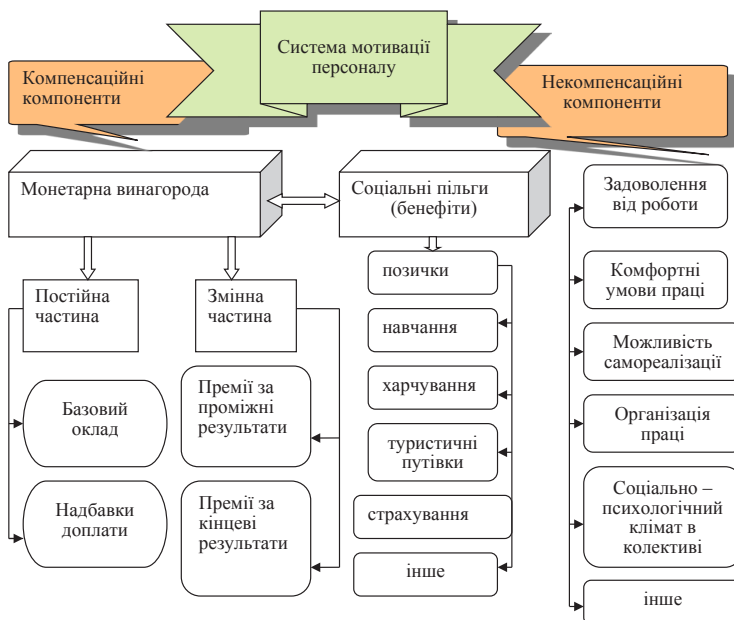 Система мотивації
персоналу
Компенсаційні
компоненти
Некомпенсаційні
компоненти
Монетарна винагорода
Соціальні пільги
(бенефіти)
Постійна
частина
Змінна
частина
Базовий
оклад
Надбавки
доплати
Премії за
проміжні
результати
Премії за
кінцеві
результати
позички
навчання
харчування
туристичні
путівки
страхування
інше
Задоволення
від роботи
Комфортні
умови праці
Можливість
самореалізації
Організація
праці
Соціально –
психологічний
клімат в
колективі
інше